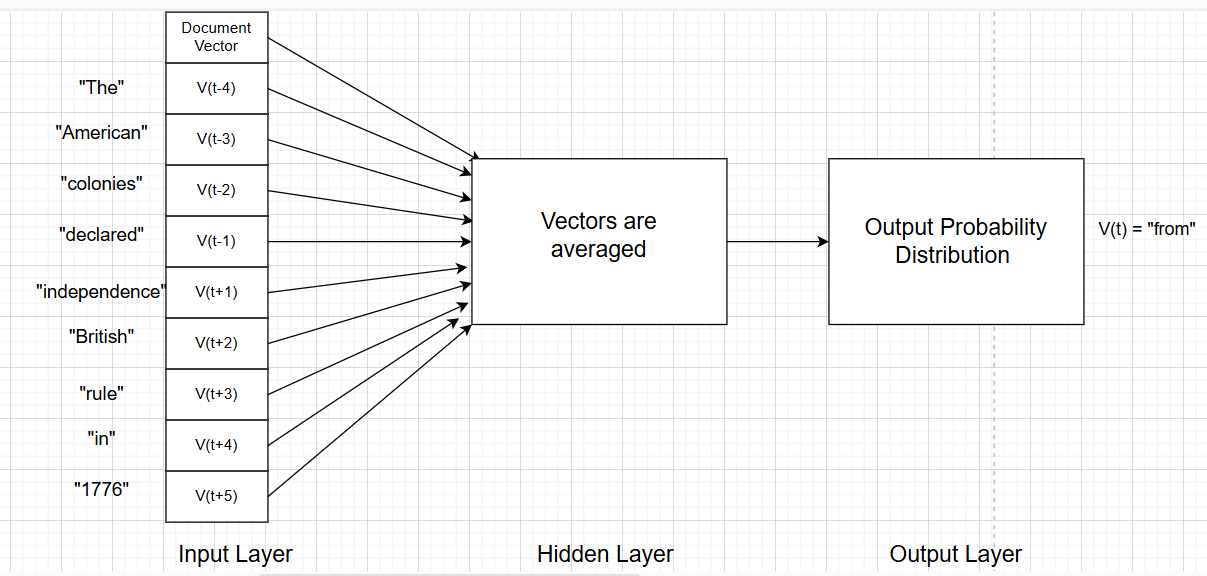 Document
Vector
"The"
V(t-4)
"American"
V(t-3)
"colonies"
V(t-2)
"declared"
V(t-1)
"independence"
V(t+1)
"British"
V(t+2)
"rule"
V(t+3)
"in"
V(t+4)
"1776"
V(t+5)
Input Layer
Vectors are
averaged
Hidden Layer
Output Probability
Distribution
V(t) = "from"
Output Layer